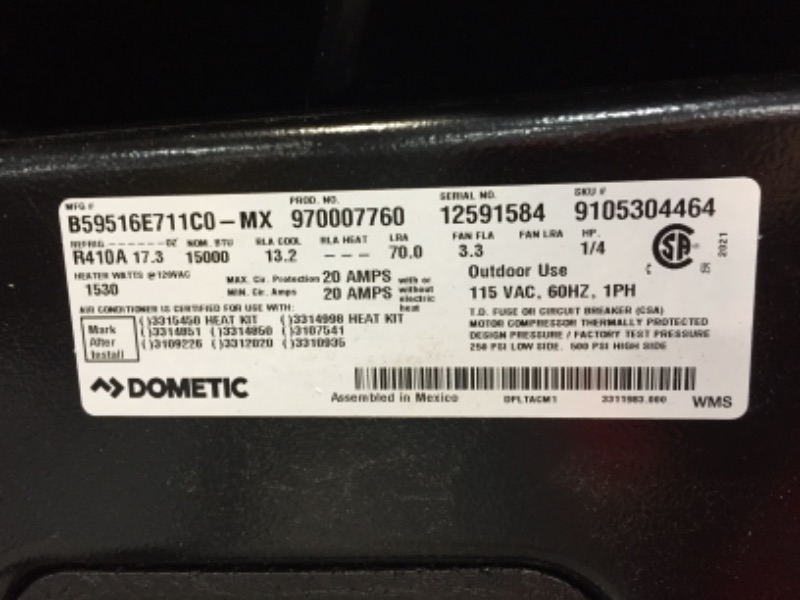 MFG. # PROD. NO. SERIAL NO. SKU #
B59516E711C0-MX 970007760 12591584 9105304464
REFRIG. OZ NOM. BTU RLA COOL RLA HEAT LRA FAN FLA FAN LRA HP.
R410A 17.3 15000 13.2 --- 70.0 3.3 1/4
HEATER WATTS @120VAC
1530
MAX. Cir. Protection 20 AMPS with or
MIN. Cir. Amps 20 AMPS without electric heat
Outdoor Use
115 VAC, 60HZ, 1PH
AIR CONDITIONER IS CERTIFIED FOR USE WITH:
Mark After Install
( )3315450 HEAT KIT ( )3314998 HEAT KIT
( )3314851 ( )3314850 ( )3107541
( )3109226 ( )3312020 ( )3310935
T.D. FUSE OR CIRCUIT BREAKER (CSA)
MOTOR COMPRESSOR THERMALLY PROTECTED
DESIGN PRESSURE / FACTORY TEST PRESSURE
250 PSI LOW SIDE, 500 PSI HIGH SIDE
C SA US
2021
DOMETIC
Assembled in Mexico DPLTACM1 3311983.000 WMS